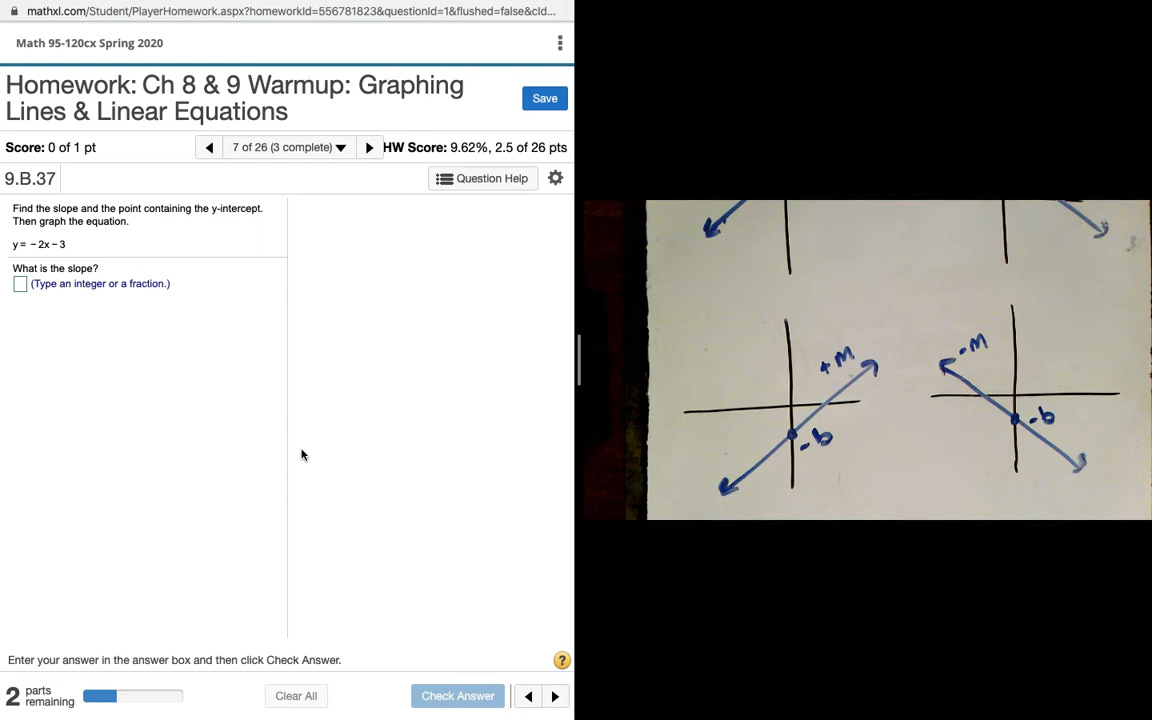 mathxl.com/Student/PlayerHomework.aspx?homeworkId=556781823&questionId=1&flushed=false&cId...
Math 95-120cx Spring 2020
Homework: Ch 8 & 9 Warmup: Graphing
Lines & Linear Equations
Save
Score: 0 of 1 pt
7 of 26 (3 complete)
HW Score: 9.62%, 2.5 of 26 pts
9.B.37
Question Help
Find the slope and the point containing the y-intercept.
Then graph the equation.
y = − 2x − 3
What is the slope?
(Type an integer or a fraction.)
Enter your answer in the answer box and then click Check Answer.
?
2 parts
remaining
Clear All
Check Answer
3
+M
-M
-b
-b